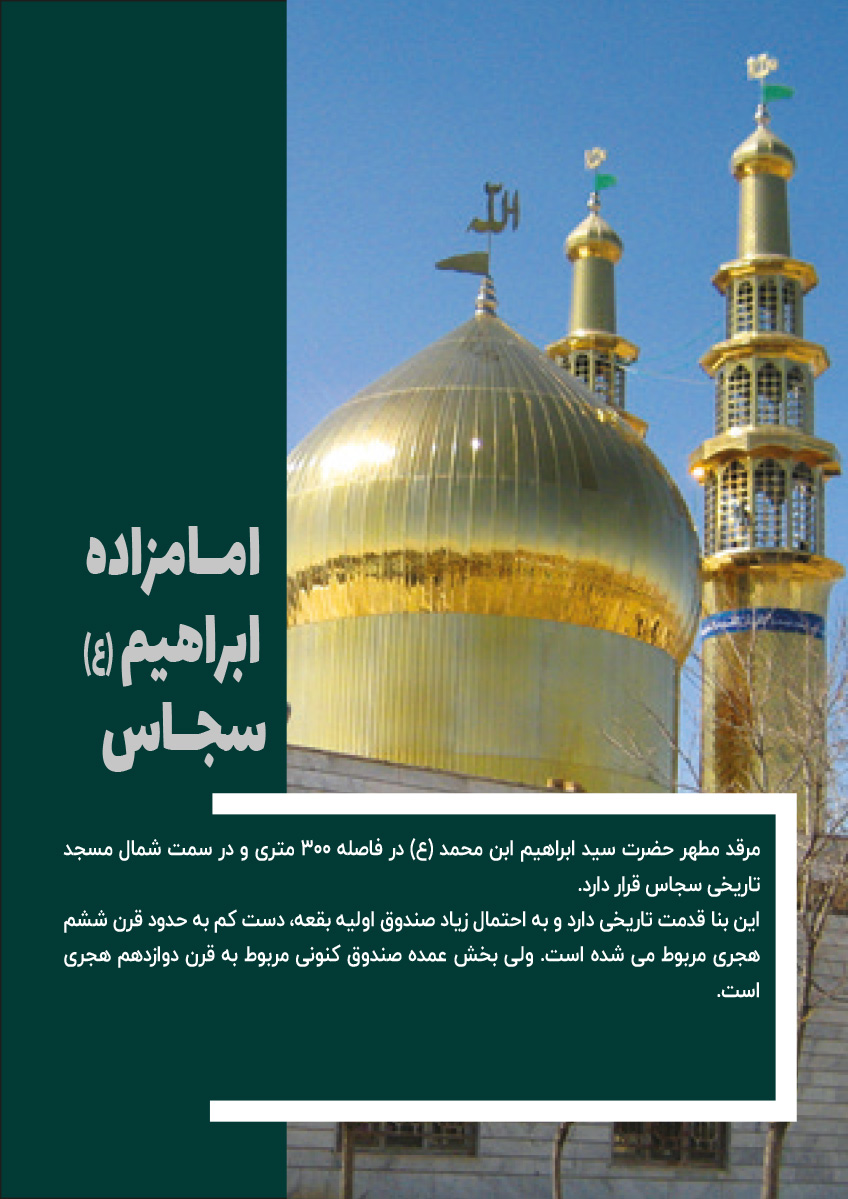 الله
امامزاده
ابراهیم (ع)
سجاس
مرقد مطهر حضرت سید ابراهیم ابن محمد (ع) در فاصله ۳۰۰ متری و در سمت شمال مسجد
تاریخی سجاس قرار دارد.
این بنا قدمت تاریخی دارد و به احتمال زیاد صندوق اولیه بقعه، دست کم به حدود قرن ششم
هجری مربوط می شده است. ولی بخش عمده صندوق کنونی مربوط به قرن دوازدهم هجری
است.